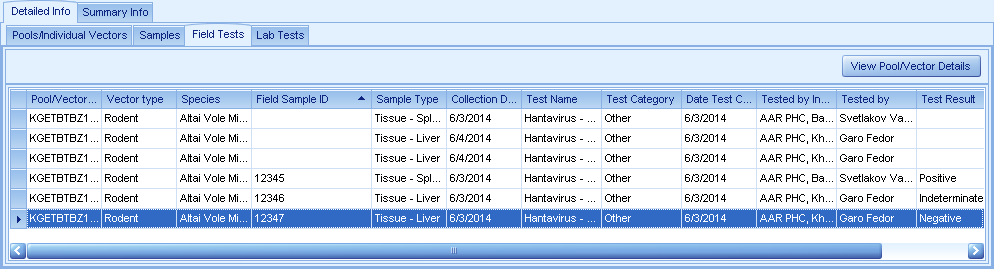 Detailed Info Summary Info
Pools/Individual Vectors Samples Field Tests Lab Tests
View Pool/Vector Details
Pool/Vector... Vector type Species Field Sample ID Sample Type Collection D... Test Name Test Category Date Test C... Tested by In... Tested by Test Result
KGETBTBZ1... Rodent Altai Vole Mi... Tissue - Spl... 6/3/2014 Hantavirus - ... Other 6/3/2014 AAR PHC, Ba... Svetlakov Va...
KGETBTBZ1... Rodent Altai Vole Mi... Tissue - Liver 6/4/2014 Hantavirus - ... Other 6/3/2014 AAR PHC, Kh... Garo Fedor
KGETBTBZ1... Rodent Altai Vole Mi... Tissue - Liver 6/4/2014 Hantavirus - ... Other 6/3/2014 AAR PHC, Kh... Garo Fedor
KGETBTBZ1... Rodent Altai Vole Mi... 12345 Tissue - Spl... 6/3/2014 Hantavirus - ... Other 6/3/2014 AAR PHC, Ba... Svetlakov Va... Positive
KGETBTBZ1... Rodent Altai Vole Mi... 12346 Tissue - Liver 6/3/2014 Hantavirus - ... Other 6/3/2014 AAR PHC, Kh... Garo Fedor Indeterminate
KGETBTBZ1... Rodent Altai Vole Mi... 12347 Tissue - Liver 6/3/2014 Hantavirus - ... Other 6/3/2014 AAR PHC, Kh... Garo Fedor Negative